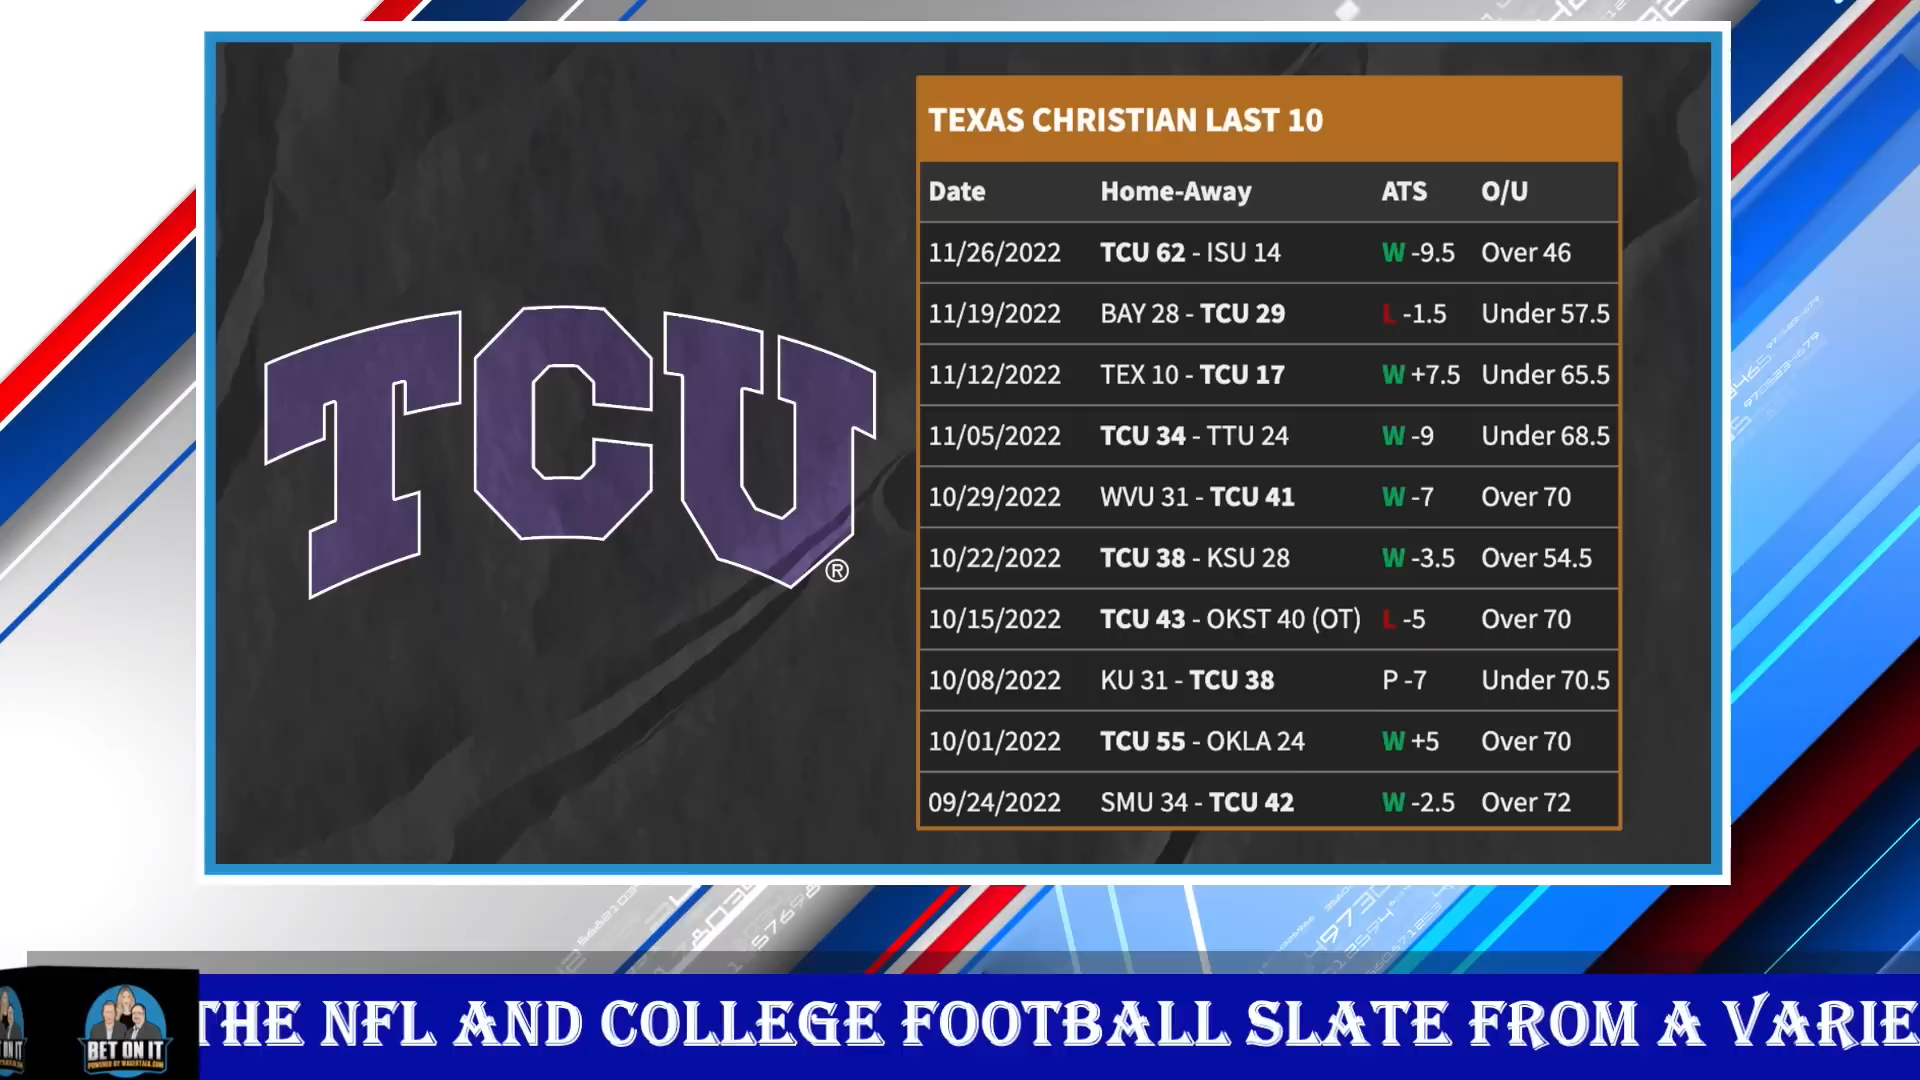 TEXAS CHRISTIAN LAST 10
Date Home-Away ATS O/U
11/26/2022 TCU 62 - ISU 14 W -9.5 Over 46
11/19/2022 BAY 28 - TCU 29 L -1.5 Under 57.5
11/12/2022 TEX 10 - TCU 17 W +7.5 Under 65.5
11/05/2022 TCU 34 - TTU 24 W -9 Under 68.5
10/29/2022 WVU 31 - TCU 41 W -7 Over 70
10/22/2022 TCU 38 - KSU 28 W -3.5 Over 54.5
10/15/2022 TCU 43 - OKST 40 (OT) L -5 Over 70
10/08/2022 KU 31 - TCU 38 P -7 Under 70.5
10/01/2022 TCU 55 - OKLA 24 W +5 Over 70
09/24/2022 SMU 34 - TCU 42 W -2.5 Over 72
TCU®
BET ON IT
POWERED BY WAGERTALK.COM
THE NFL AND COLLEGE FOOTBALL SLATE FROM A VARIE